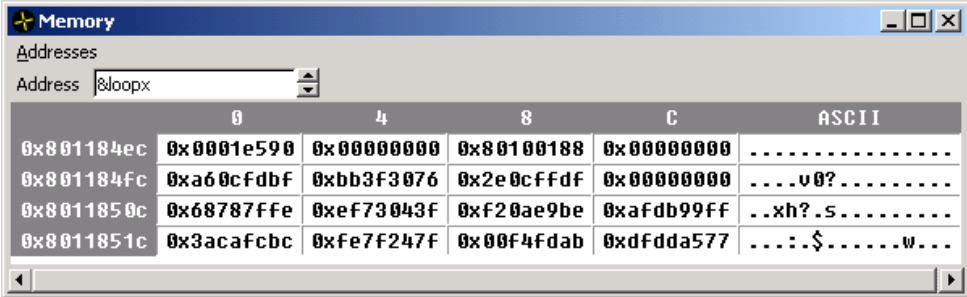 Memory
Addresses
Address &loopx
0 4 8 C ASCII
0x801184ec 0x0001e590 0x00000000 0x80100188 0x00000000 ................
0x801184fc 0xa60cfdbf 0xbb3f3076 0x2e0cffdf 0x00000000 ....v0?.........
0x8011850c 0x68787ffe 0xef73043f 0xf20ae9be 0xafdb99ff ..xh?.s.........
0x8011851c 0x3acafcbc 0xfe7f247f 0x00f4fdab 0xdfdda577 ...:.$......w...